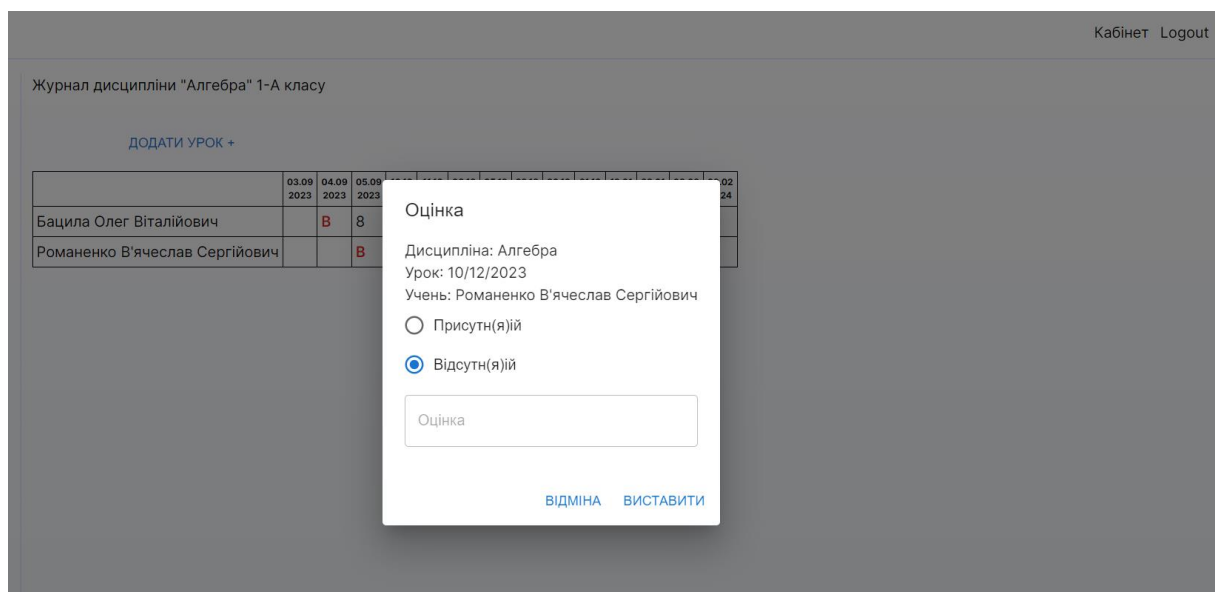 Кабінет Logout
Журнал дисципліни "Алгебра" 1-А класу
ДОДАТИ УРОК +
03.09 04.09 05.09
2023 2023 2023
Бацила Олег Віталійович В 8
Романенко В'ячеслав Сергійович В
Оцінка
Дисципліна: Алгебра
Урок: 10/12/2023
Учень: Романенко В'ячеслав Сергійович
Присутн(я)ій
Відсутн(я)ій
Оцінка
ВІДМІНА ВИСТАВИТИ